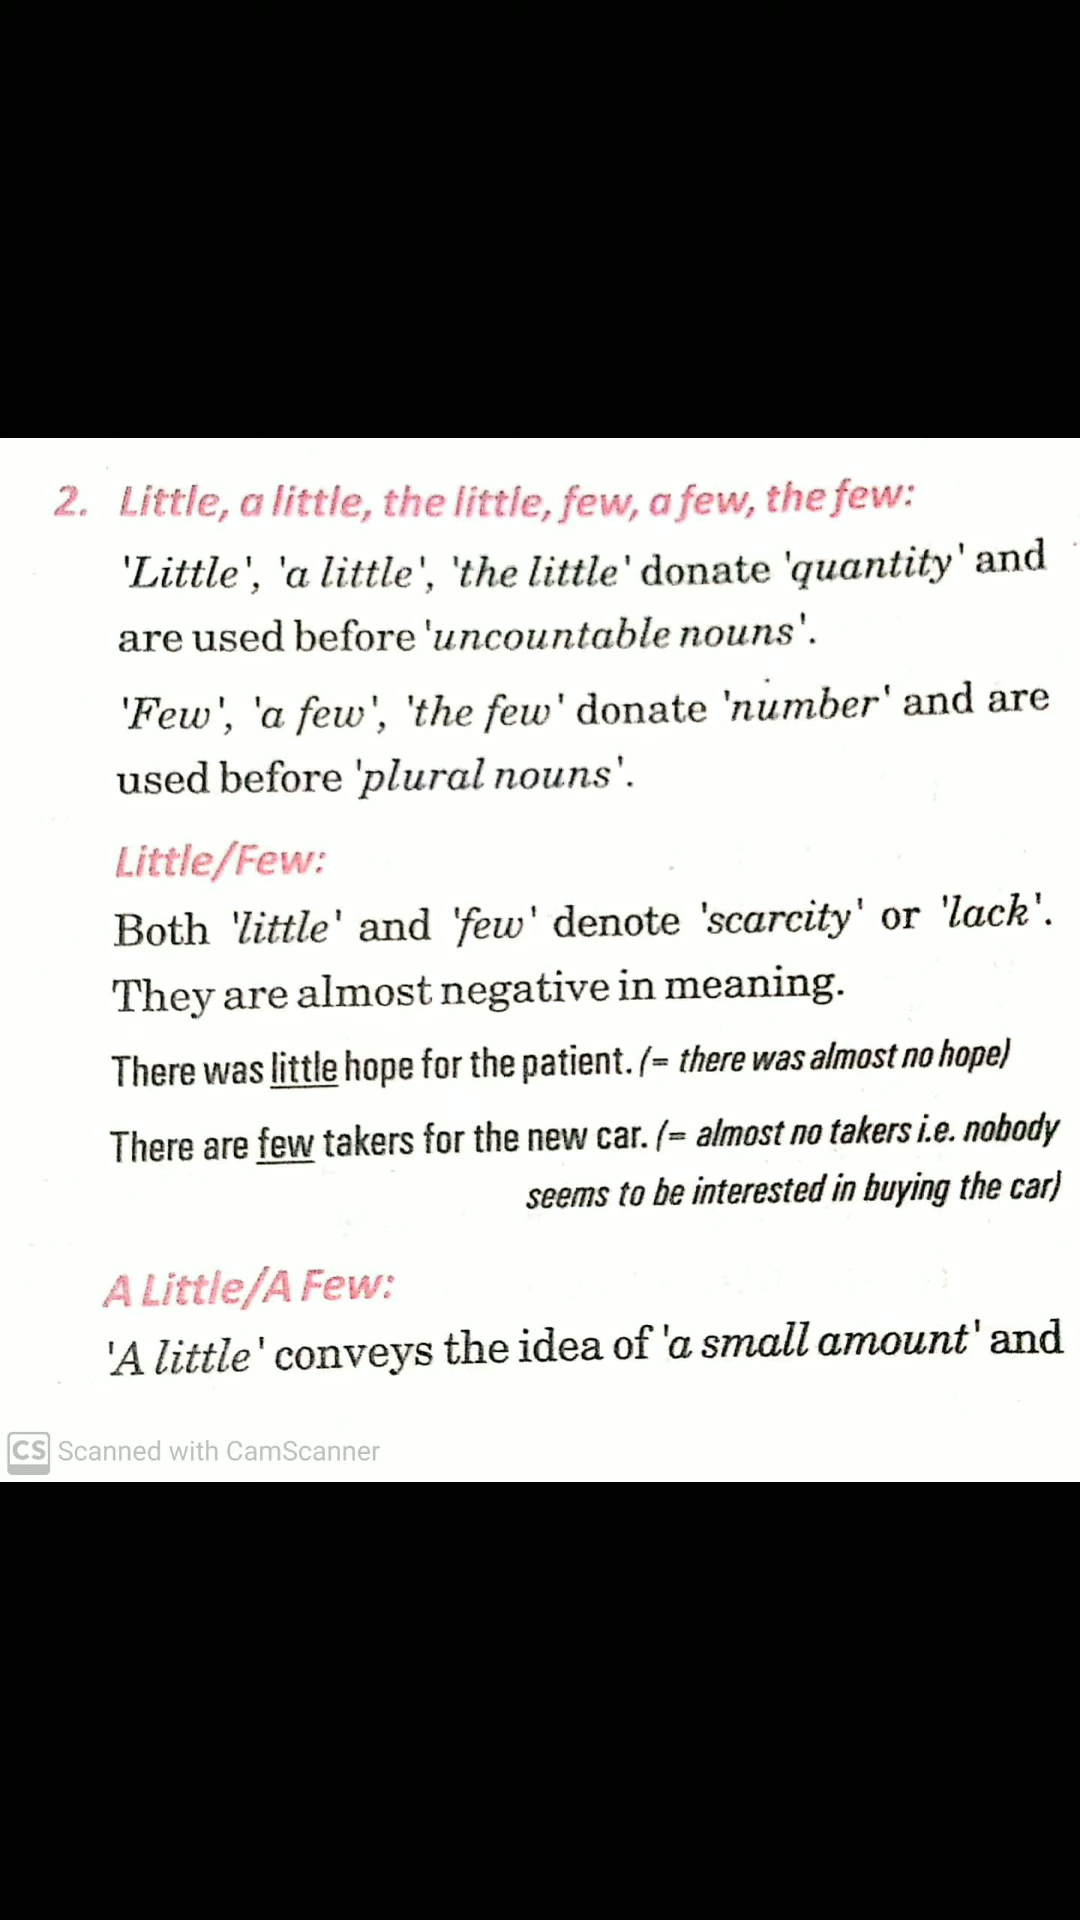 2. Little, a little, the little, few, a few, the few:
'Little', 'a little', 'the little' donate 'quantity' and
are used before 'uncountable nouns'.
'Few', 'a few', 'the few' donate 'number' and are
used before 'plural nouns'.
Little/Few:
Both 'little' and 'few' denote 'scarcity' or 'lack'.
They are almost negative in meaning.
There was little hope for the patient. (= there was almost no hope)
There are few takers for the new car. (= almost no takers i.e. nobody
seems to be interested in buying the car)
A Little/A Few:
'A little' conveys the idea of 'a small amount' and
CS Scanned with CamScanner